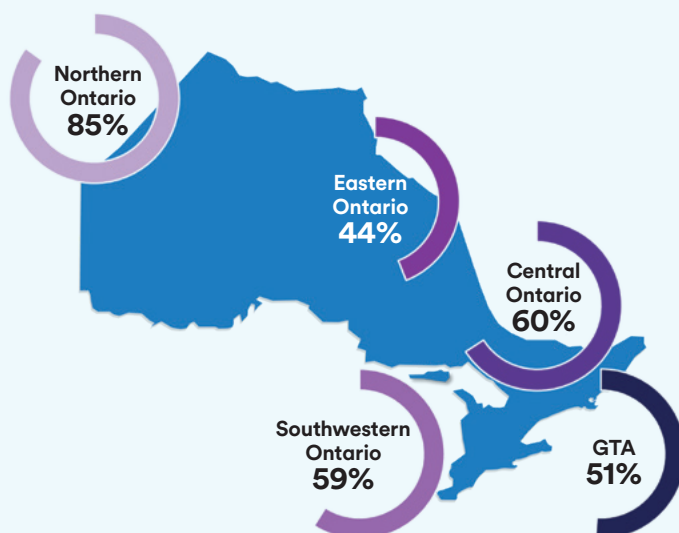 Northern
Ontario
85%
Eastern
Ontario
44%
Central
Ontario
60%
Southwestern
Ontario
59%
GTA
51%